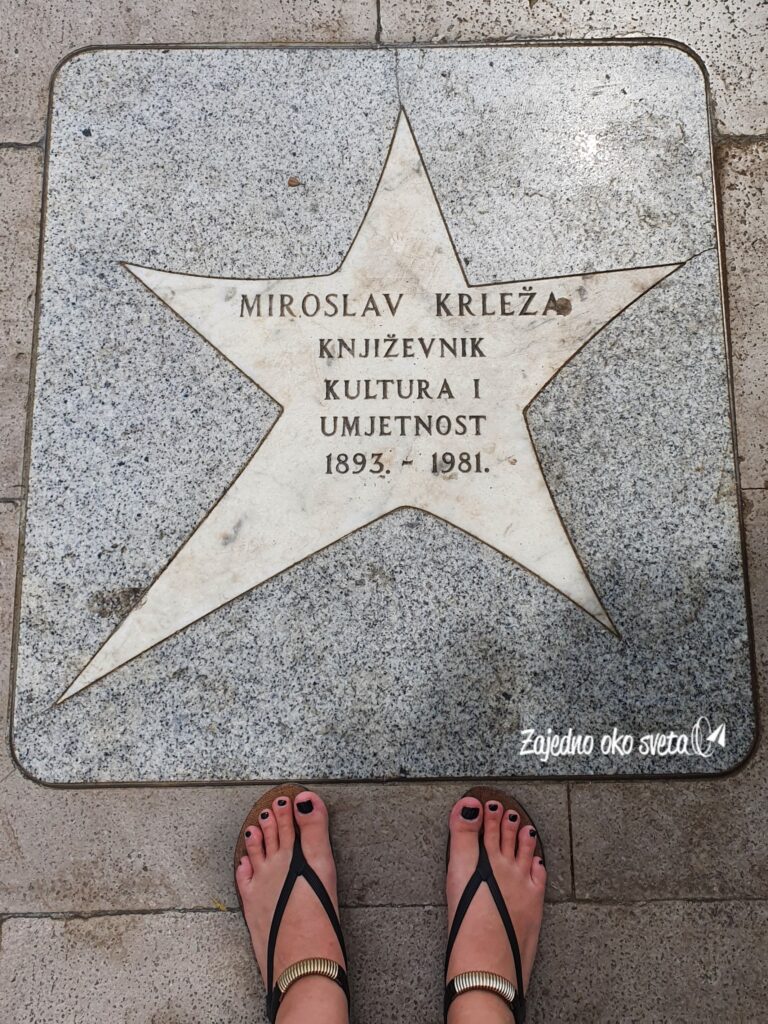 MIROSLAV KRLEŽA
KNJIŽEVNIK
KULTURA I
UMJETNOST
1893. - 1981.
Zajedno oko sveta